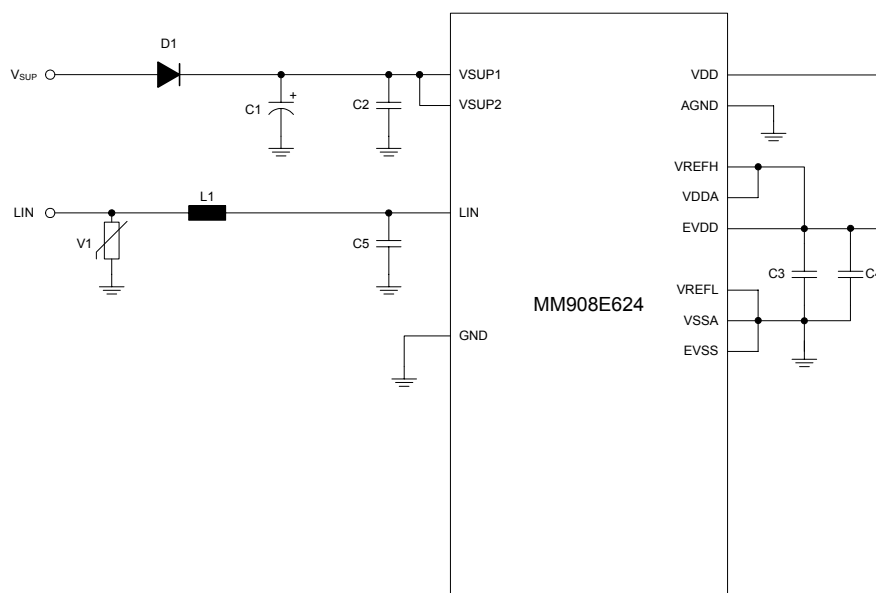 D1
VSUP
C1
+
C2
VSUP1
VSUP2
VDD
AGND
VREFH
VDDA
EVDD
LIN
L1
V1
C5
LIN
C3
VREFL
VSSA
EVSS
GND
MM908E624